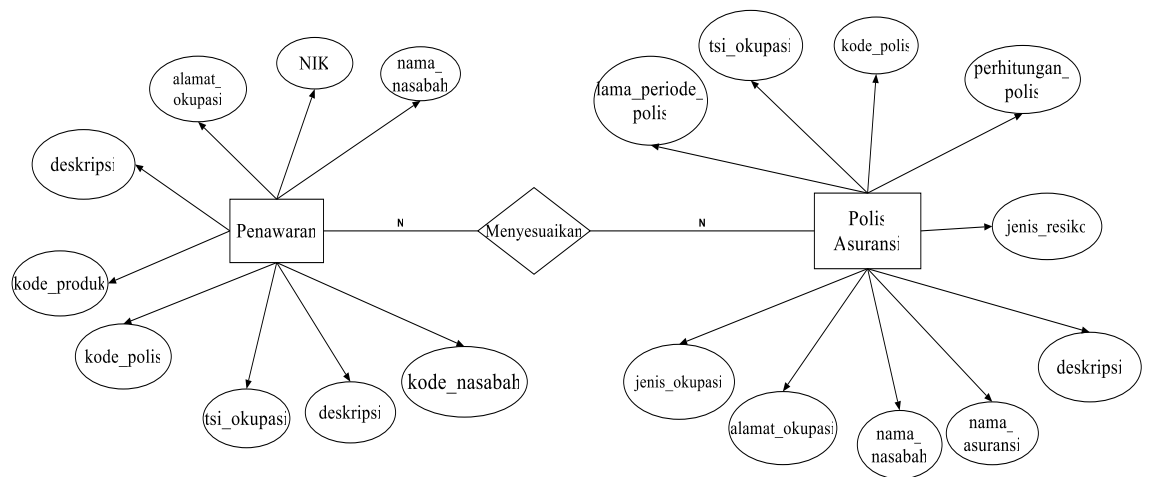 tsi_okupasi
kode_polis
NIK
nama_
nasabah
perhitungan_
polis
alamat_
okupasi
lama_periode_
polis
deskripsi
Penawaran
N
Menyesuaikan
N
Polis
Asuransi
jenis_resiko
kode_produk
kode_polis
tsi_okupasi
deskripsi
kode_nasabah
jenis_okupasi
alamat_okupasi
nama_
nasabah
nama_
asuransi
deskripsi